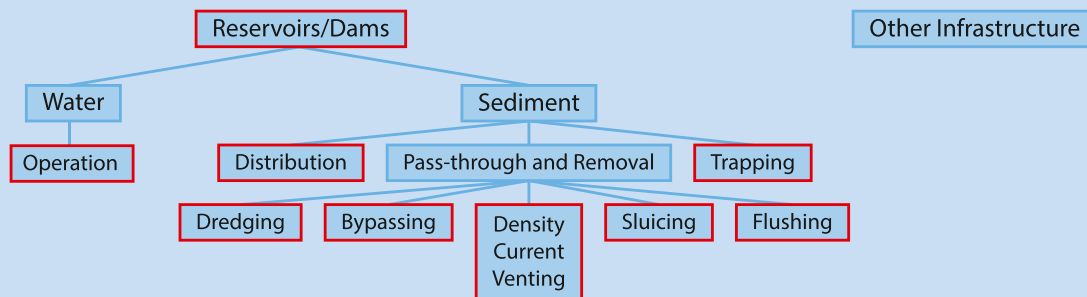 Reservoirs/Dams
Other Infrastructure
Water
Sediment
Operation
Distribution
Pass-through and Removal
Trapping
Dredging
Bypassing
Density
Current
Venting
Sluicing
Flushing